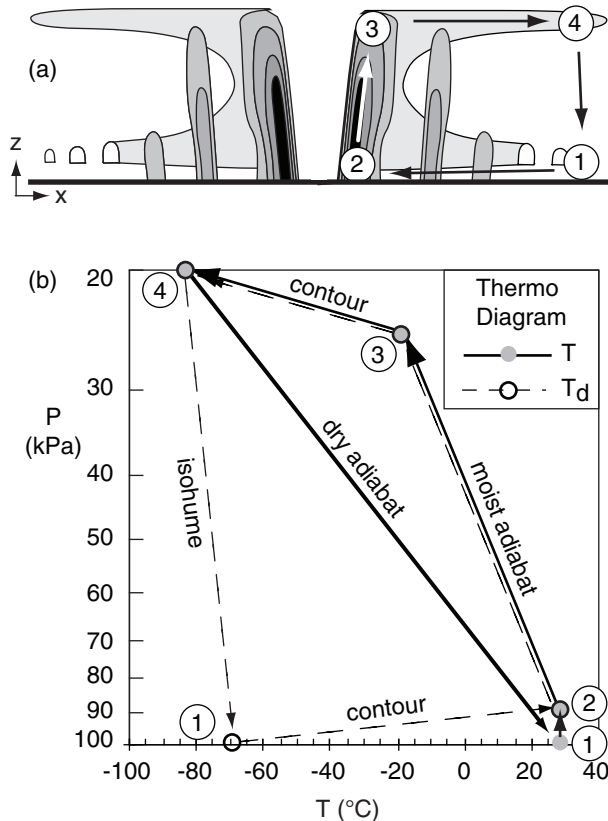 (a)
3
4
2
1
z
x
(b)
20
30
40
50
60
70
80
90
100
P
(kPa)
4
contour
3
Thermo
Diagram
T
Td
isohume
dry adiabat
moist adiabat
1
contour
2
1
-100 -80 -60 -40 -20 0 20 40
T (°C)